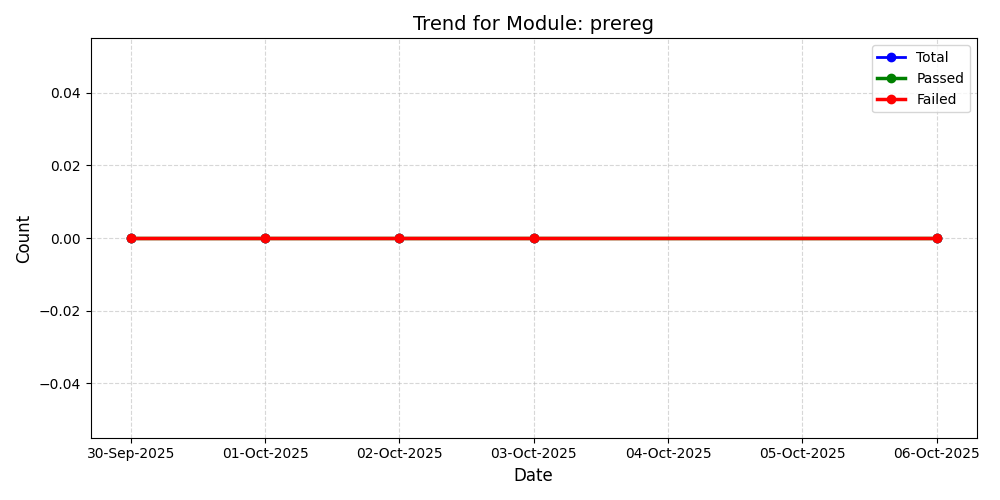 Trend for Module: prereg
Total
Passed
Failed
0.04
0.02
0.00
−0.02
−0.04
Count
30-Sep-2025 01-Oct-2025 02-Oct-2025 03-Oct-2025 04-Oct-2025 05-Oct-2025 06-Oct-2025
Date